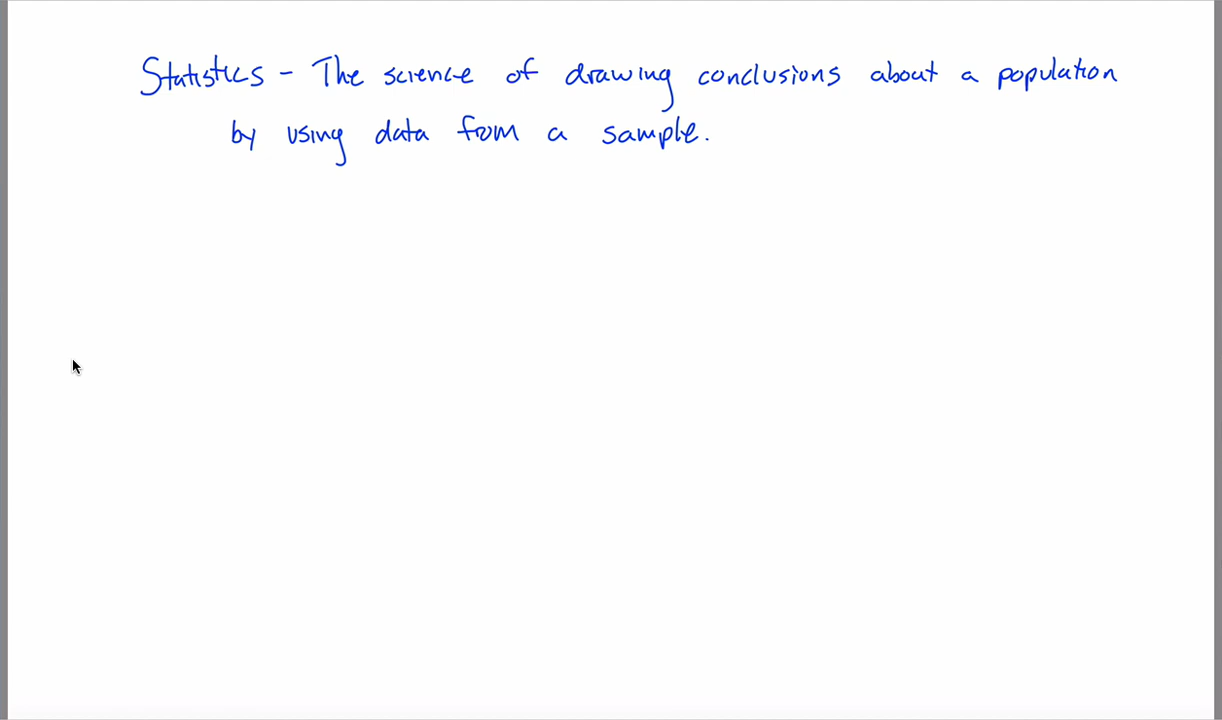 Statistics - The science of drawing conclusions about a population
by using data from a sample.